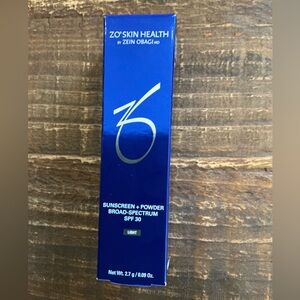 ZO® SKIN HEALTH
BY ZEIN OBAGI MD
SUNSCREEN + POWDER
BROAD-SPECTRUM
SPF 30
LIGHT
Net Wt. 2.7 g / 0.09 Oz.